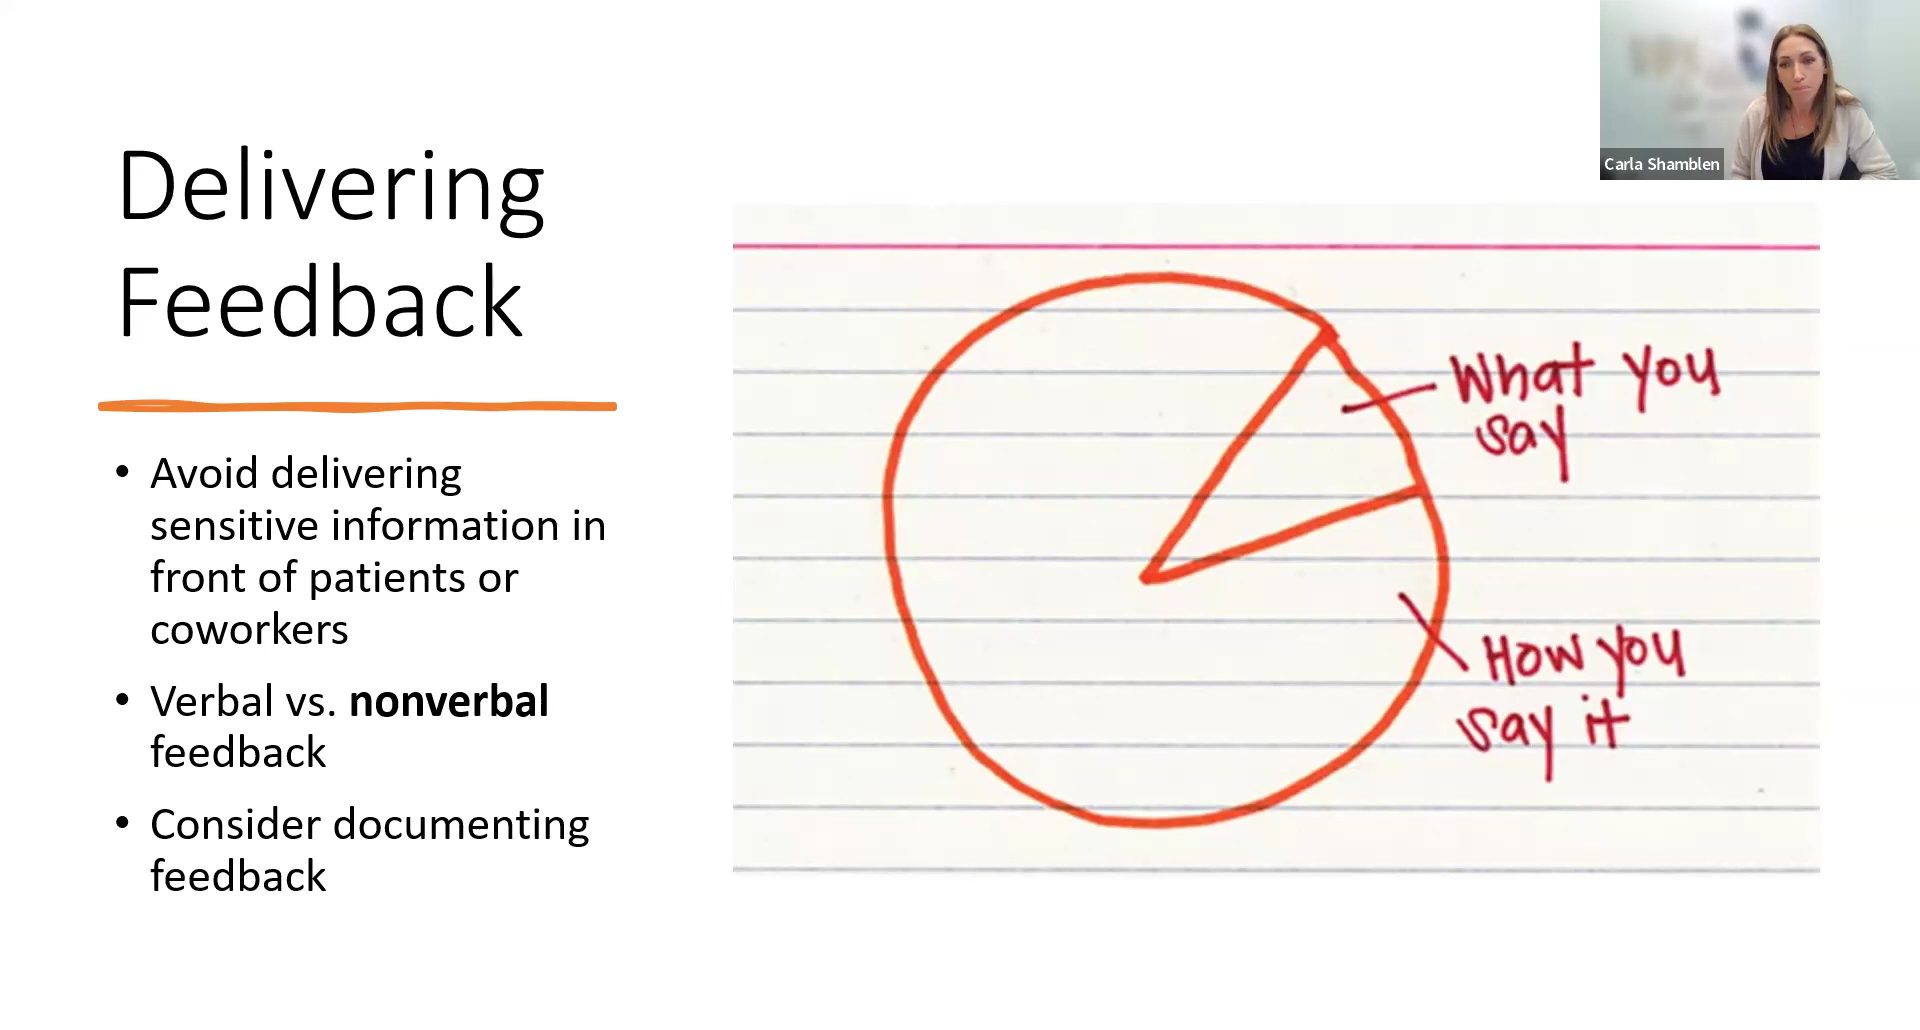 Delivering
Feedback
• Avoid delivering
sensitive information in
front of patients or
coworkers
• Verbal vs. nonverbal
feedback
• Consider documenting
feedback
What you
say
How you
say it
Carla Shamblen